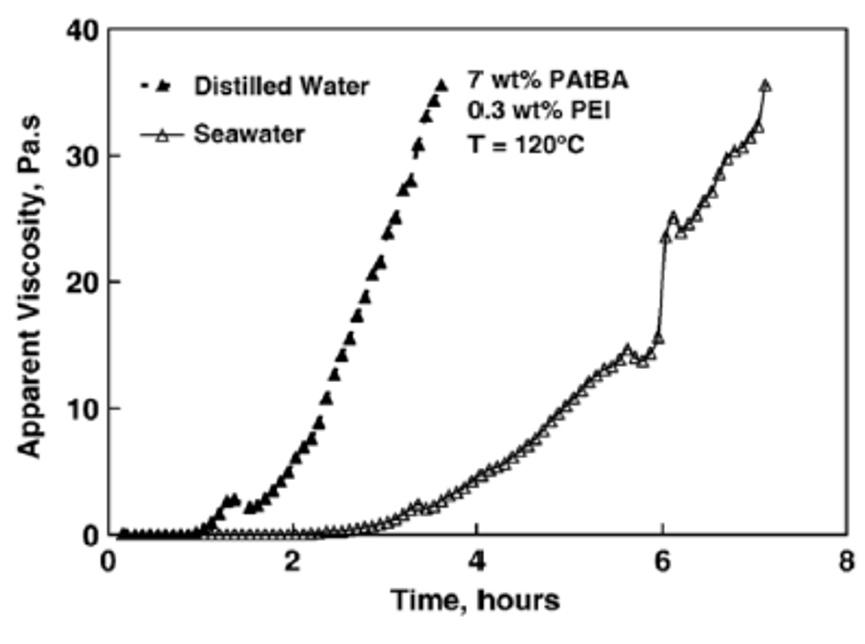 40
30
20
10
0
Apparent Viscosity, Pa.s
Distilled Water
Seawater
7 wt% PAtBA
0.3 wt% PEI
T = 120°C
0 2 4 6 8
Time, hours